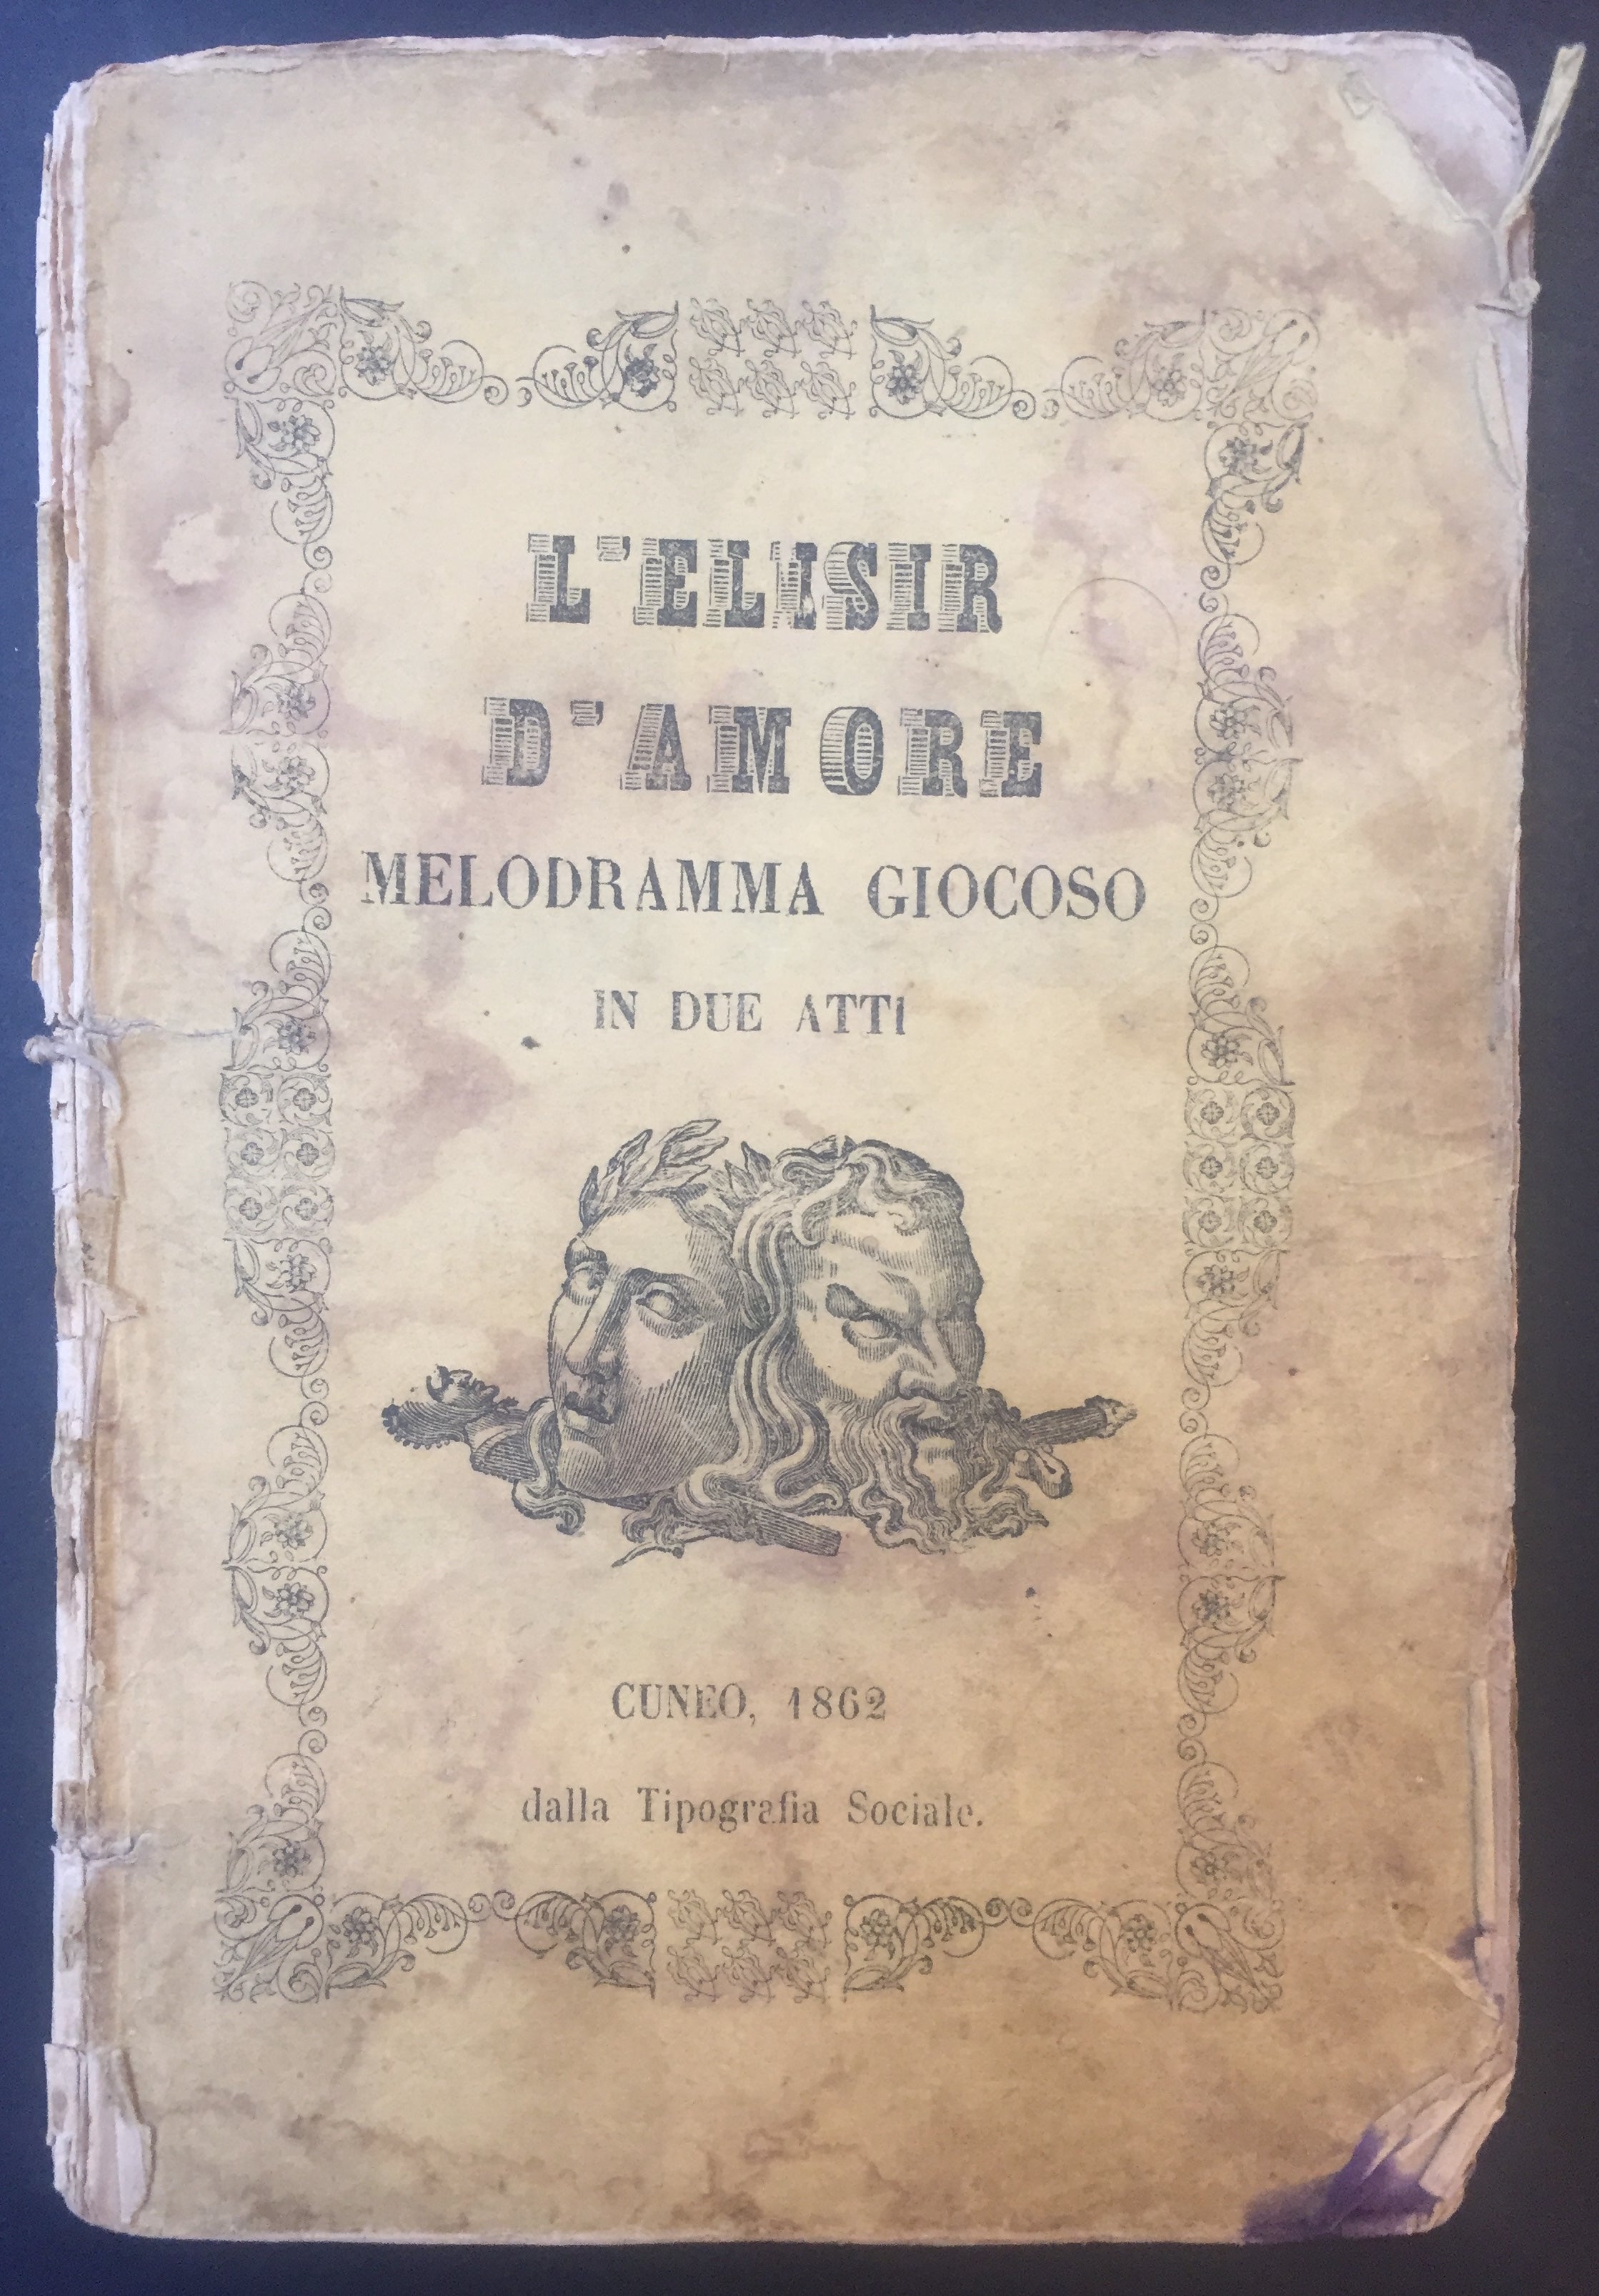 L'ELISIR
D'AMORE
MELODRAMMA GIOCOSO
IN DUE ATTI
CUNEO, 1862
dalla Tipografia Sociale.